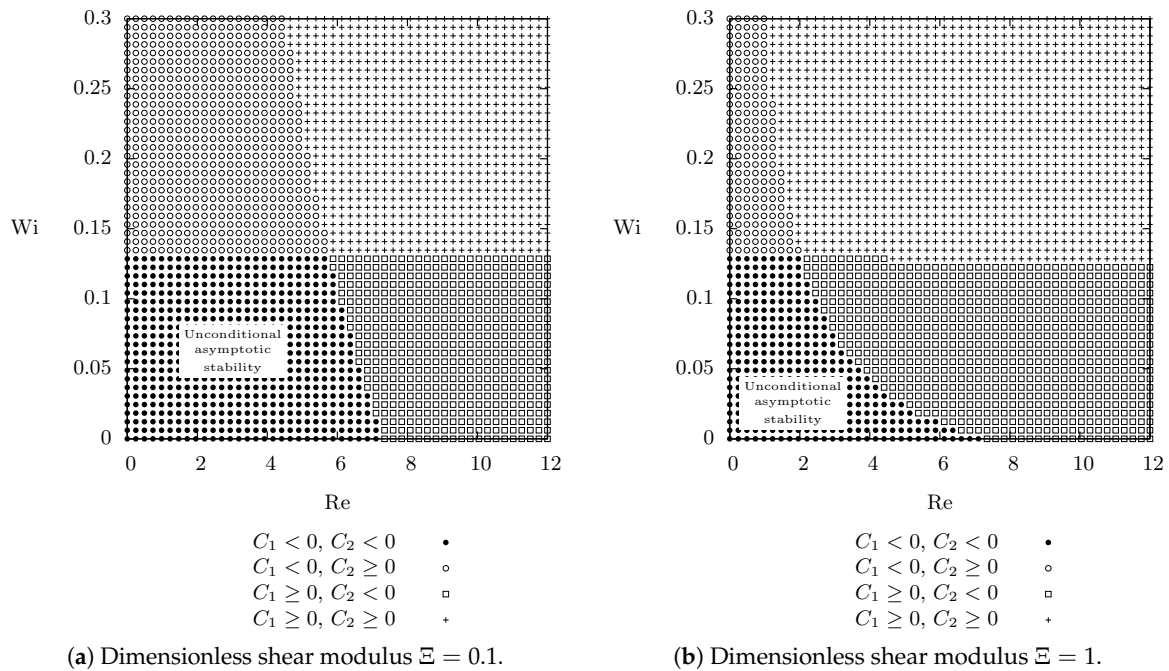 0.3
0.25
0.2
Wi
0.15
0.1
0.05
0
Unconditional
asymptotic
stability
0 2 4 6 8 10 12
Re
C₁ < 0, C₂ < 0 •
C₁ < 0, C₂ ≥ 0 ○
C₁ ≥ 0, C₂ < 0 □
C₁ ≥ 0, C₂ ≥ 0 +
(a) Dimensionless shear modulus Ξ = 0.1.
0.3
0.25
0.2
Wi
0.15
0.1
0.05
0
Unconditional
asymptotic
stability
0 2 4 6 8 10 12
Re
C₁ < 0, C₂ < 0 •
C₁ < 0, C₂ ≥ 0 ○
C₁ ≥ 0, C₂ < 0 □
C₁ ≥ 0, C₂ ≥ 0 +
(b) Dimensionless shear modulus Ξ = 1.